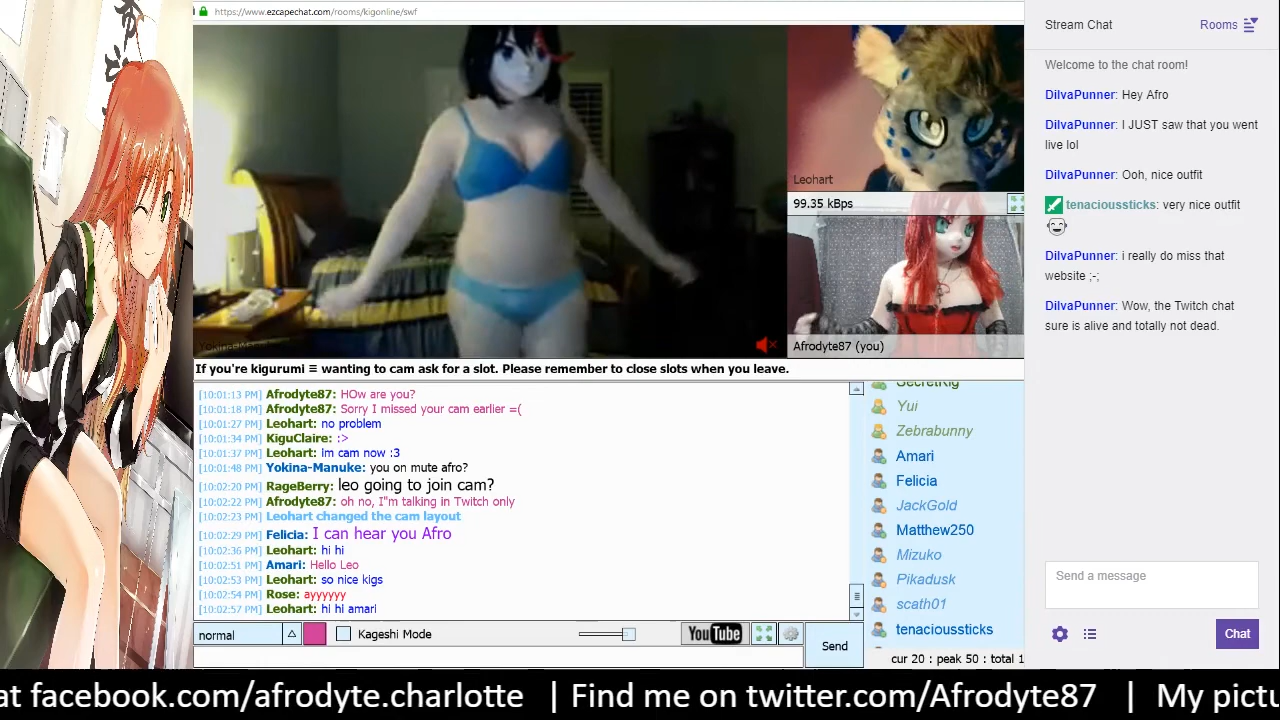 https://www.ezcapechat.com/rooms/kigonline/swf
Leohart
99.35 kBps
Afrodyte87 (you)
If you're kigurumi ≡ wanting to cam ask for a slot. Please remember to close slots when you leave.
[10:01:13 PM] Afrodyte87: HOw are you?
[10:01:18 PM] Afrodyte87: Sorry I missed your cam earlier =(
[10:01:27 PM] Leohart: no problem
[10:01:34 PM] KiguClaire: :>
[10:01:37 PM] Leohart: im cam now :3
[10:01:48 PM] Yokina-Manuke: you on mute afro?
[10:02:20 PM] RageBerry: leo going to join cam?
[10:02:22 PM] Afrodyte87: oh no, I"m talking in Twitch only
[10:02:23 PM] Leohart changed the cam layout
[10:02:29 PM] Felicia: I can hear you Afro
[10:02:36 PM] Leohart: hi hi
[10:02:51 PM] Amari: Hello Leo
[10:02:53 PM] Leohart: so nice kigs
[10:02:54 PM] Rose: ayyyyyy
[10:02:57 PM] Leohart: hi hi amari
SecretKig
Yui
Zebrabunny
Amari
Felicia
JackGold
Matthew250
Mizuko
Pikadusk
scath01
tenacioussticks
normal
Kageshi Mode
YouTube
Send
cur 20 : peak 50 : total 1
Stream Chat
Rooms
Welcome to the chat room!
DilvaPunner: Hey Afro
DilvaPunner: I JUST saw that you went
live lol
DilvaPunner: Ooh, nice outfit
tenacioussticks: very nice outfit
DilvaPunner: i really do miss that
website ;-;
DilvaPunner: Wow, the Twitch chat
sure is alive and totally not dead.
Send a message
Chat
at facebook.com/afrodyte.charlotte | Find me on twitter.com/Afrodyte87 | My pictu